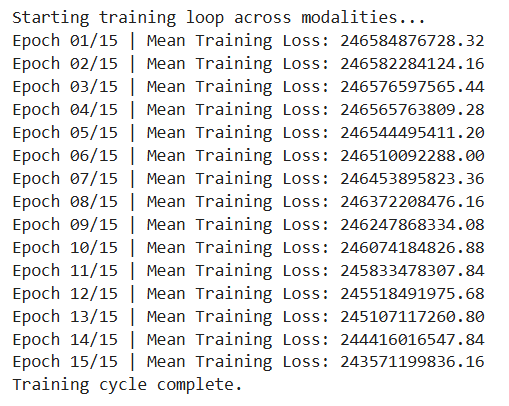 Starting training loop across modalities...
Epoch 01/15 | Mean Training Loss: 246584876728.32
Epoch 02/15 | Mean Training Loss: 246582284124.16
Epoch 03/15 | Mean Training Loss: 246576597565.44
Epoch 04/15 | Mean Training Loss: 246565763809.28
Epoch 05/15 | Mean Training Loss: 246544495411.20
Epoch 06/15 | Mean Training Loss: 246510092288.00
Epoch 07/15 | Mean Training Loss: 246453895823.36
Epoch 08/15 | Mean Training Loss: 246372208476.16
Epoch 09/15 | Mean Training Loss: 246247868334.08
Epoch 10/15 | Mean Training Loss: 246074184826.88
Epoch 11/15 | Mean Training Loss: 245833478307.84
Epoch 12/15 | Mean Training Loss: 245518491975.68
Epoch 13/15 | Mean Training Loss: 245107117260.80
Epoch 14/15 | Mean Training Loss: 244416016547.84
Epoch 15/15 | Mean Training Loss: 243571199836.16
Training cycle complete.